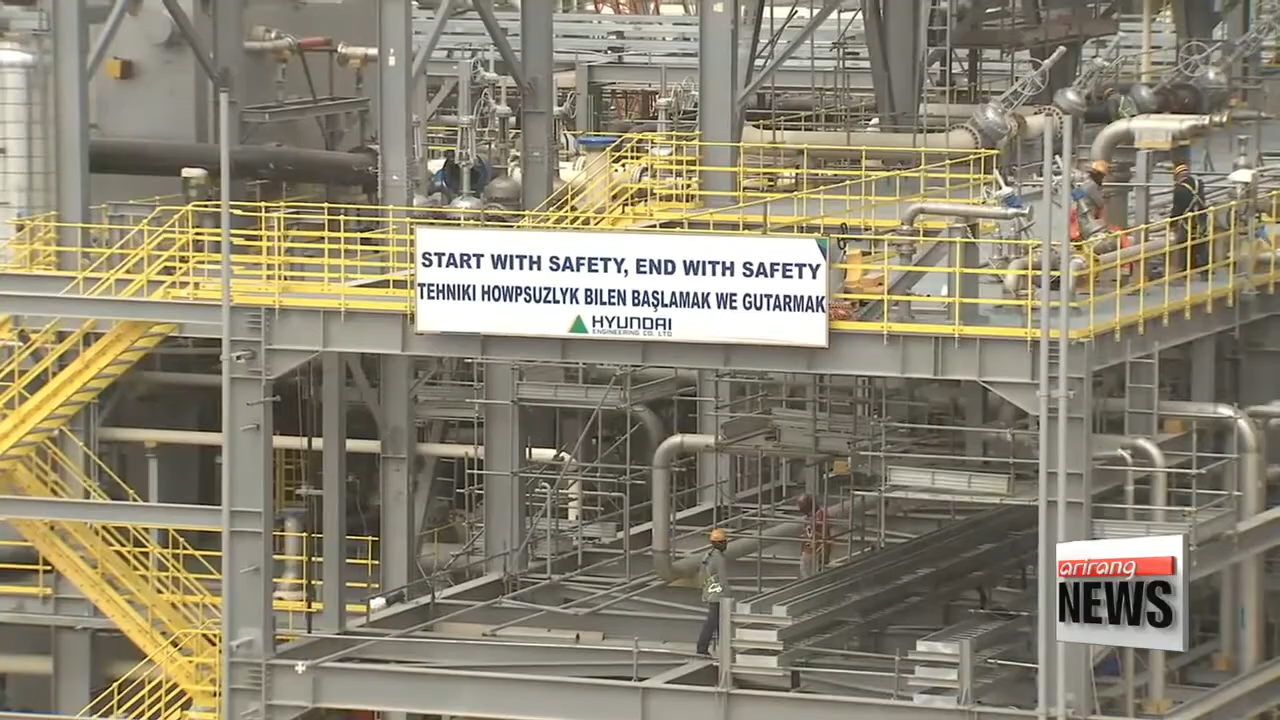 START WITH SAFETY, END WITH SAFETY
TEHNIKI HOWPSUZLYK BILEN BAŞLAMAK WE GUTARMAK
HYUNDAI
ENGINEERING CO. LTD
arirang
NEWS